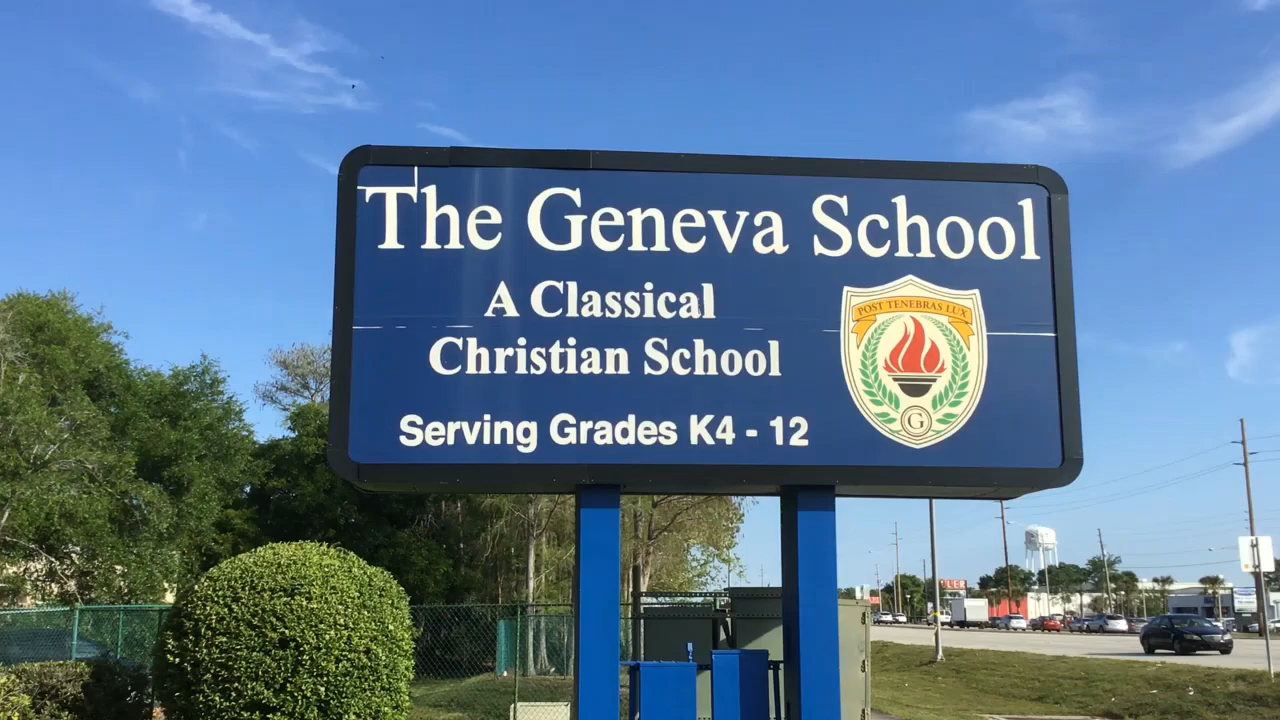 The Geneva School
A Classical
Christian School
Serving Grades K4 - 12
POST TENEBRAS LUX
G